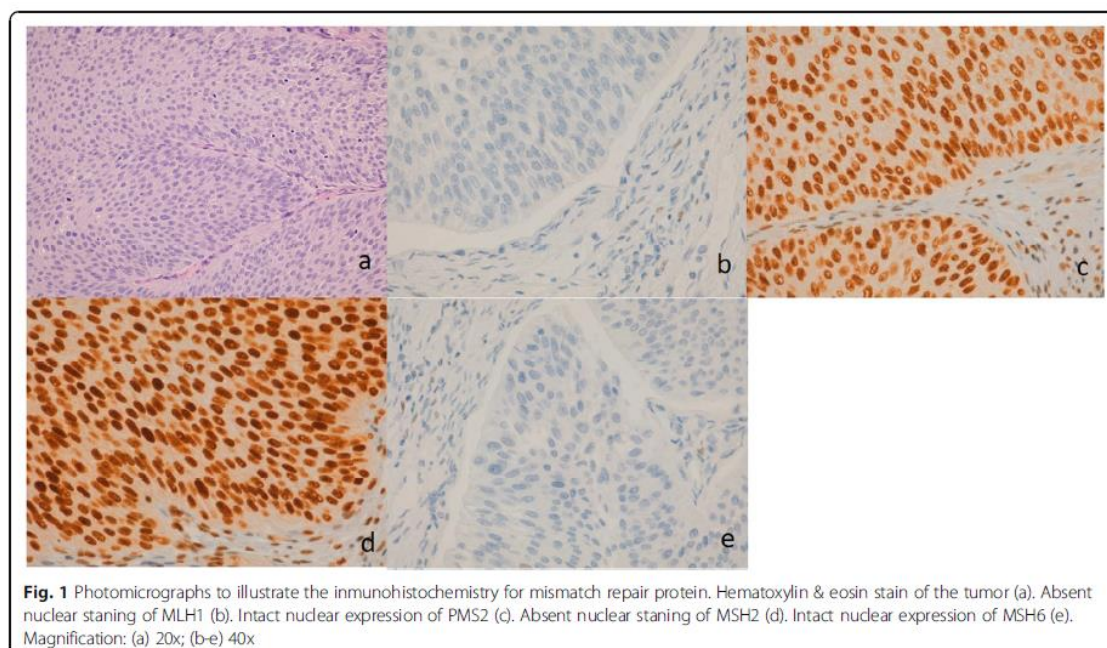 a
b
c
d
e
Fig. 1 Photomicrographs to illustrate the inmunohistochemistry for mismatch repair protein. Hematoxylin & eosin stain of the tumor (a). Absent
nuclear staning of MLH1 (b). Intact nuclear expression of PMS2 (c). Absent nuclear staning of MSH2 (d). Intact nuclear expression of MSH6 (e).
Magnification: (a) 20x; (b-e) 40x